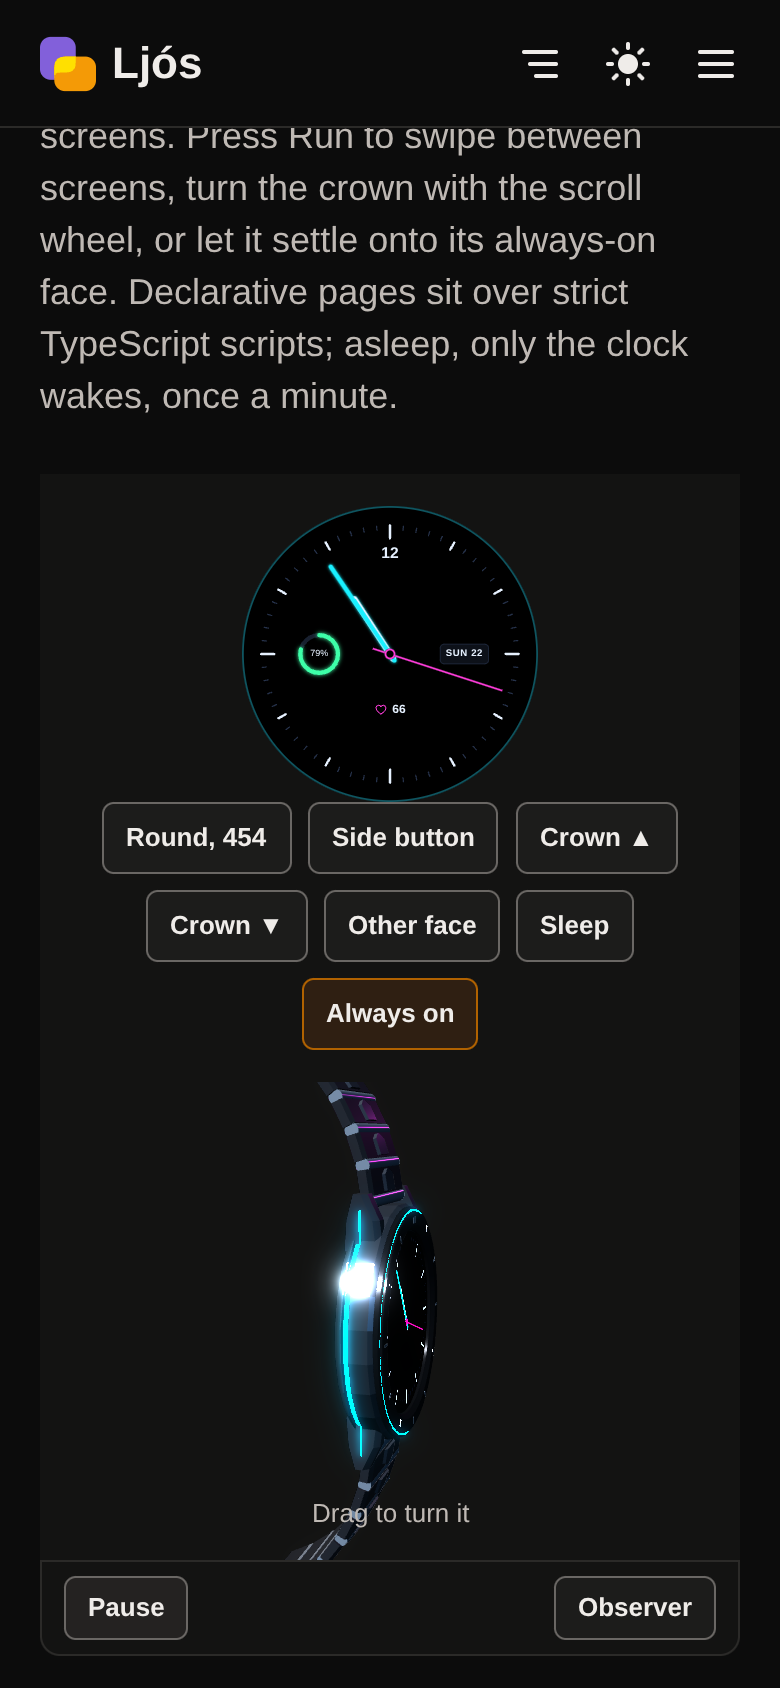 Ljós
screens. Press Run to swipe between
screens, turn the crown with the scroll
wheel, or let it settle onto its always-on
face. Declarative pages sit over strict
TypeScript scripts; asleep, only the clock
wakes, once a minute.
12
79%
SUN 22
66
Round, 454
Side button
Crown ▲
Crown ▼
Other face
Sleep
Always on
Drag to turn it
Pause
Observer